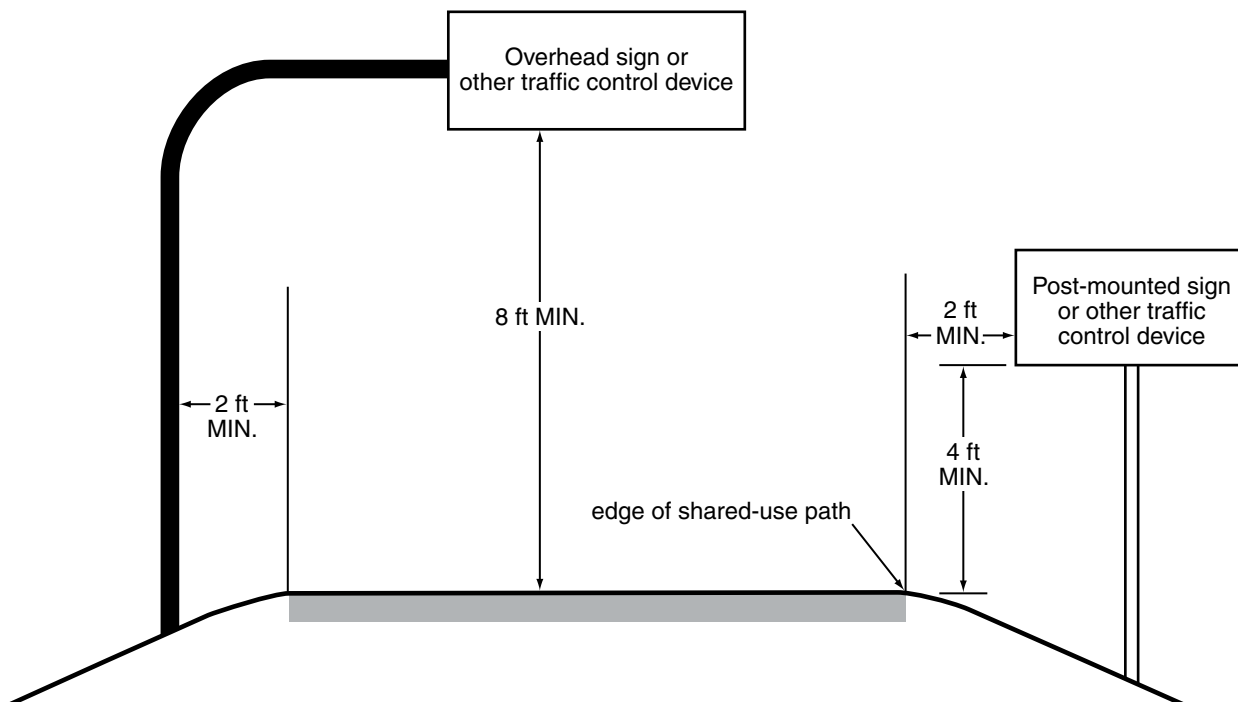 Overhead sign or
other traffic control device
8 ft MIN.
2 ft
MIN.
Post-mounted sign
or other traffic
control device
2 ft
MIN.
4 ft
MIN.
edge of shared-use path